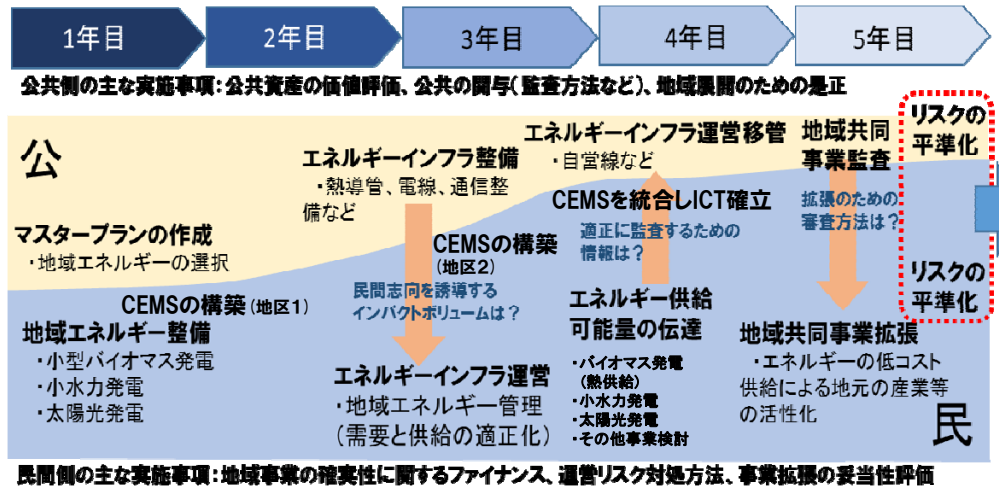 1年目
2年目
3年目
4年目
5年目
公共側の主な実施事項:公共資産の価値評価、公共の関与(監査方法など)、地域展開のための是正
公
マスタープランの作成
・地域エネルギーの選択
CEMSの構築(地区1)
地域エネルギー整備
・小型バイオマス発電
・小水力発電
・太陽光発電
エネルギーインフラ整備
・熱導管、電線、通信整
備など
CEMSの構築
(地区2)
民間志向を誘導する
インパクトボリュームは?
エネルギーインフラ運営
・地域エネルギー管理
(需要と供給の適正化)
エネルギーインフラ運営移管
・自営線など
CEMSを統合しICT確立
適正に監査するための
情報は?
エネルギー供給
可能量の伝達
・バイオマス発電
(熱供給)
・小水力発電
・太陽光発電
・その他事業検討
地域共同
事業監査
拡張のための
審査方法は?
地域共同事業拡張
・エネルギーの低コスト
供給による地元の産業等
の活性化
リスクの
平準化
リスクの
平準化
民
民間側の主な実施事項:地域事業の確実性に関するファイナンス、運営リスク対処方法、事業拡張の妥当性評価